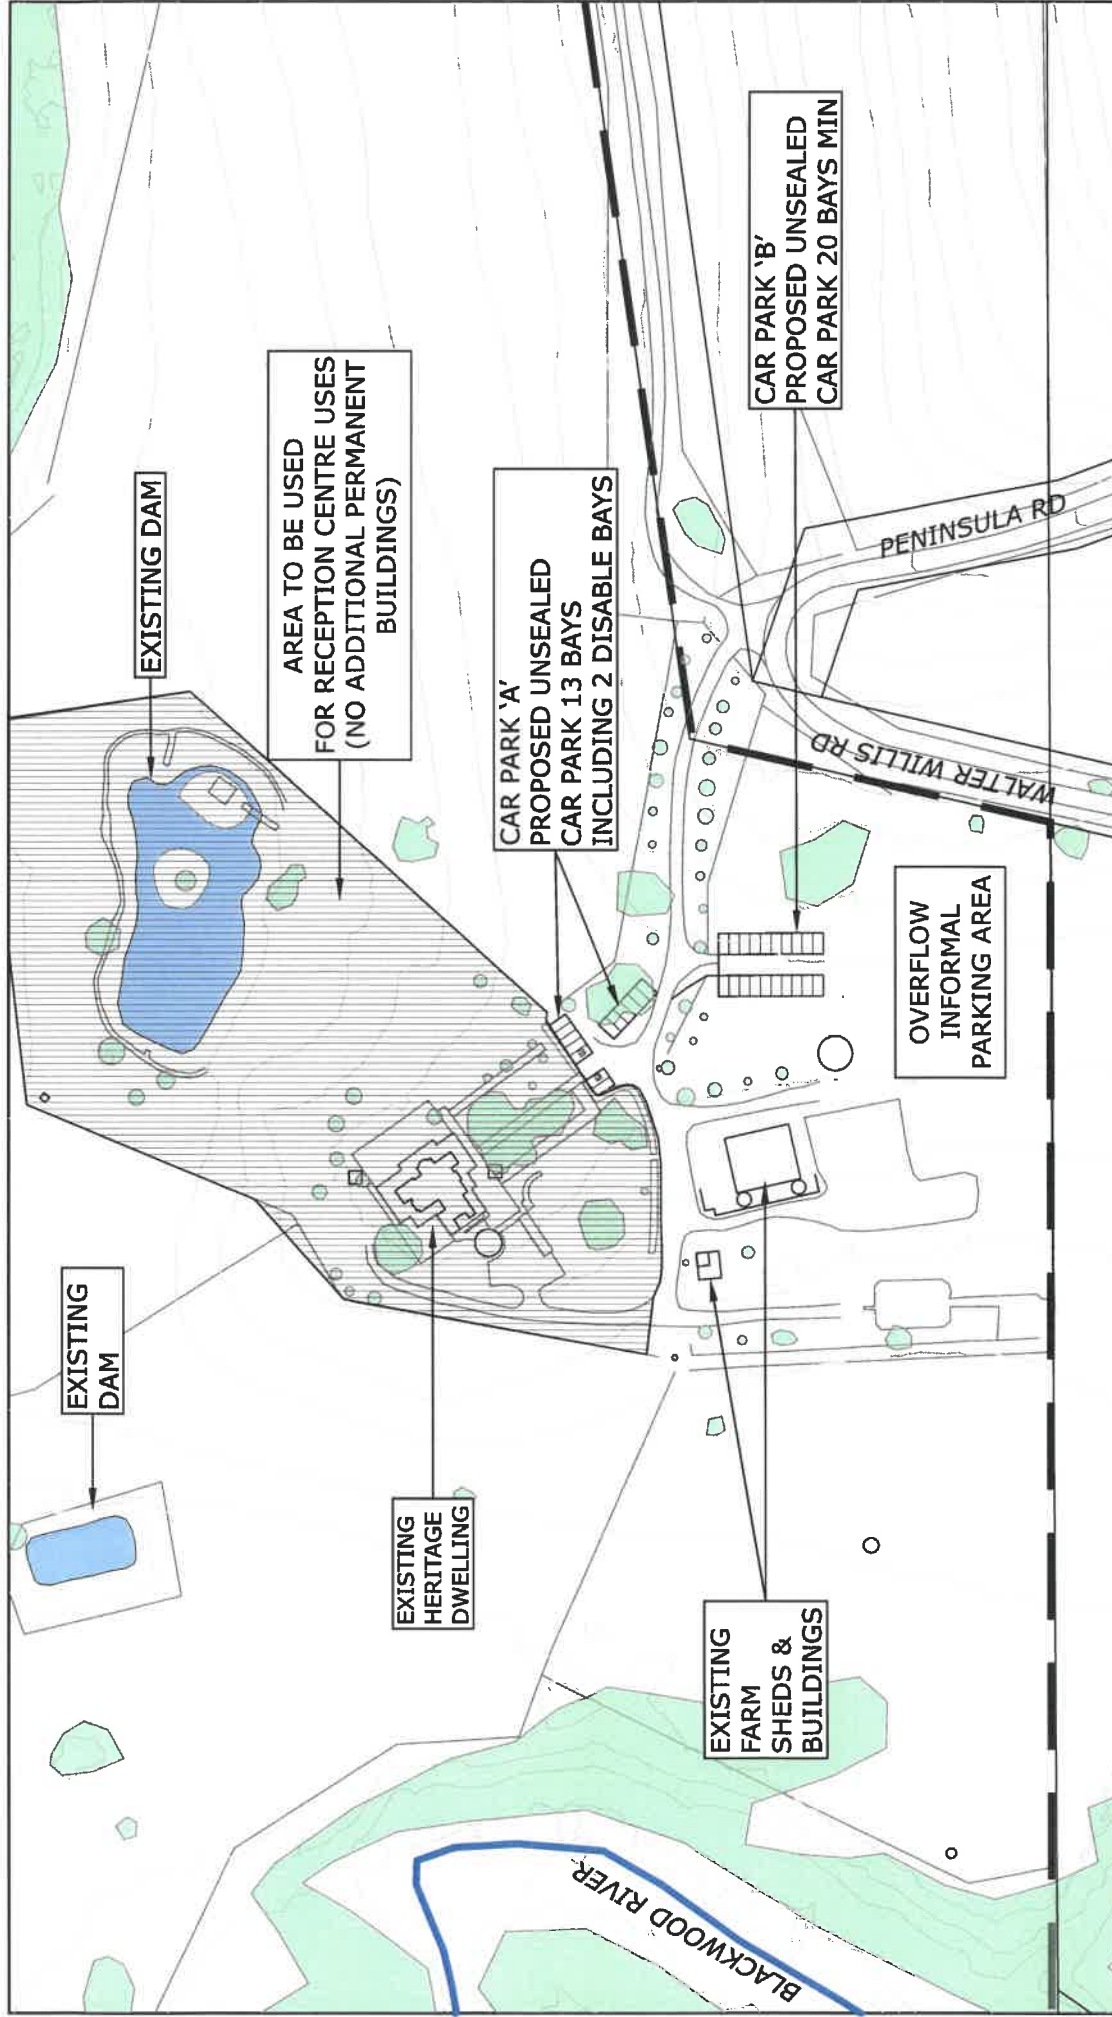 EXISTING
DAM
EXISTING DAM
AREA TO BE USED
FOR RECEPTION CENTRE USES
(NO ADDITIONAL PERMANENT
BUILDINGS)
EXISTING
HERITAGE
DWELLING
CAR PARK 'A'
PROPOSED UNSEALED
CAR PARK 13 BAYS
INCLUDING 2 DISABLE BAYS
CAR PARK 'B'
PROPOSED UNSEALED
CAR PARK 20 BAYS MIN
BLACKWOOD RIVER
EXISTING
FARM
SHEDS &
BUILDINGS
WALTER WILLIS RD
PENINSULA RD
OVERFLOW
INFORMAL
PARKING AREA